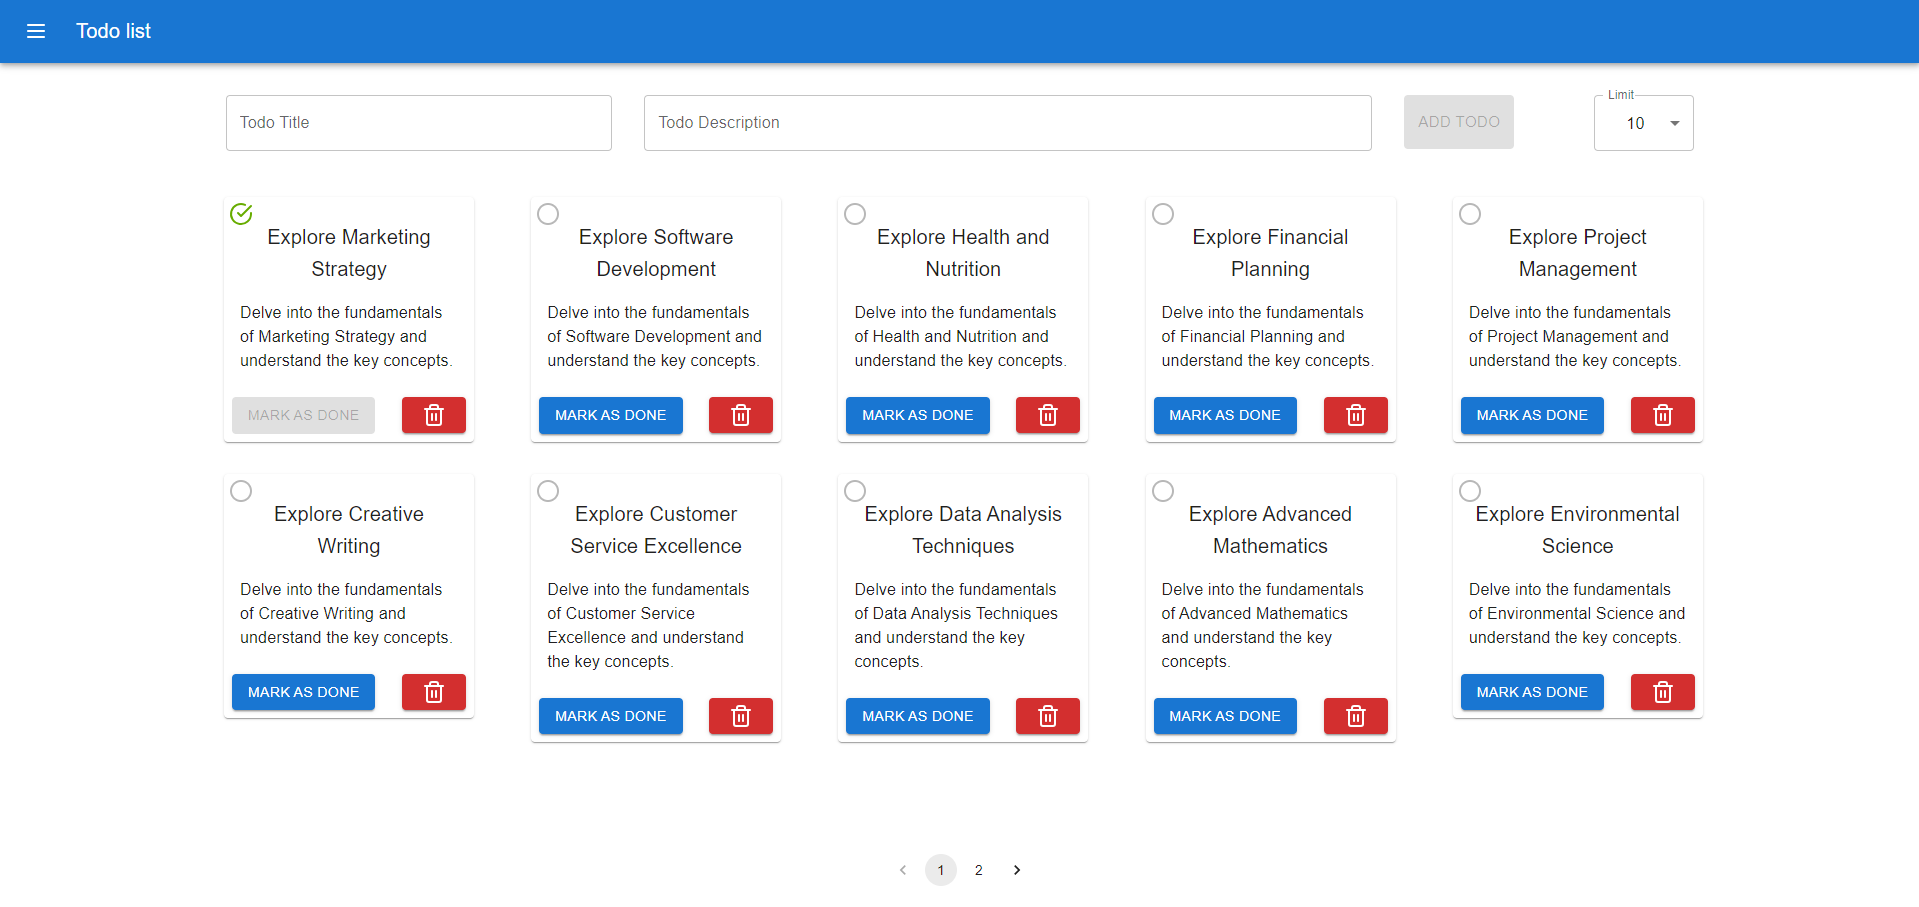 Todo list
Todo Title
Todo Description
ADD TODO
Limit
10
Explore Marketing
Strategy
Delve into the fundamentals
of Marketing Strategy and
understand the key concepts.
MARK AS DONE
Explore Software
Development
Delve into the fundamentals
of Software Development and
understand the key concepts.
MARK AS DONE
Explore Health and
Nutrition
Delve into the fundamentals
of Health and Nutrition and
understand the key concepts.
MARK AS DONE
Explore Financial
Planning
Delve into the fundamentals
of Financial Planning and
understand the key concepts.
MARK AS DONE
Explore Project
Management
Delve into the fundamentals
of Project Management and
understand the key concepts.
MARK AS DONE
Explore Creative
Writing
Delve into the fundamentals
of Creative Writing and
understand the key concepts.
MARK AS DONE
Explore Customer
Service Excellence
Delve into the fundamentals
of Customer Service
Excellence and understand
the key concepts.
MARK AS DONE
Explore Data Analysis
Techniques
Delve into the fundamentals
of Data Analysis Techniques
and understand the key
concepts.
MARK AS DONE
Explore Advanced
Mathematics
Delve into the fundamentals
of Advanced Mathematics
and understand the key
concepts.
MARK AS DONE
Explore Environmental
Science
Delve into the fundamentals
of Environmental Science and
understand the key concepts.
MARK AS DONE
1 2